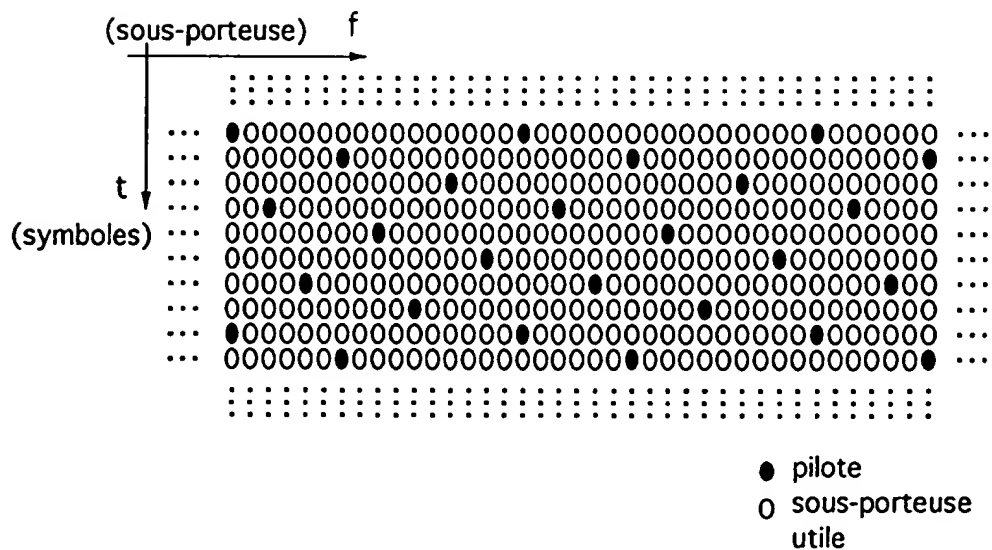 (sous-porteuse) f
t
(symboles)
pilote
sous-porteuse
utile